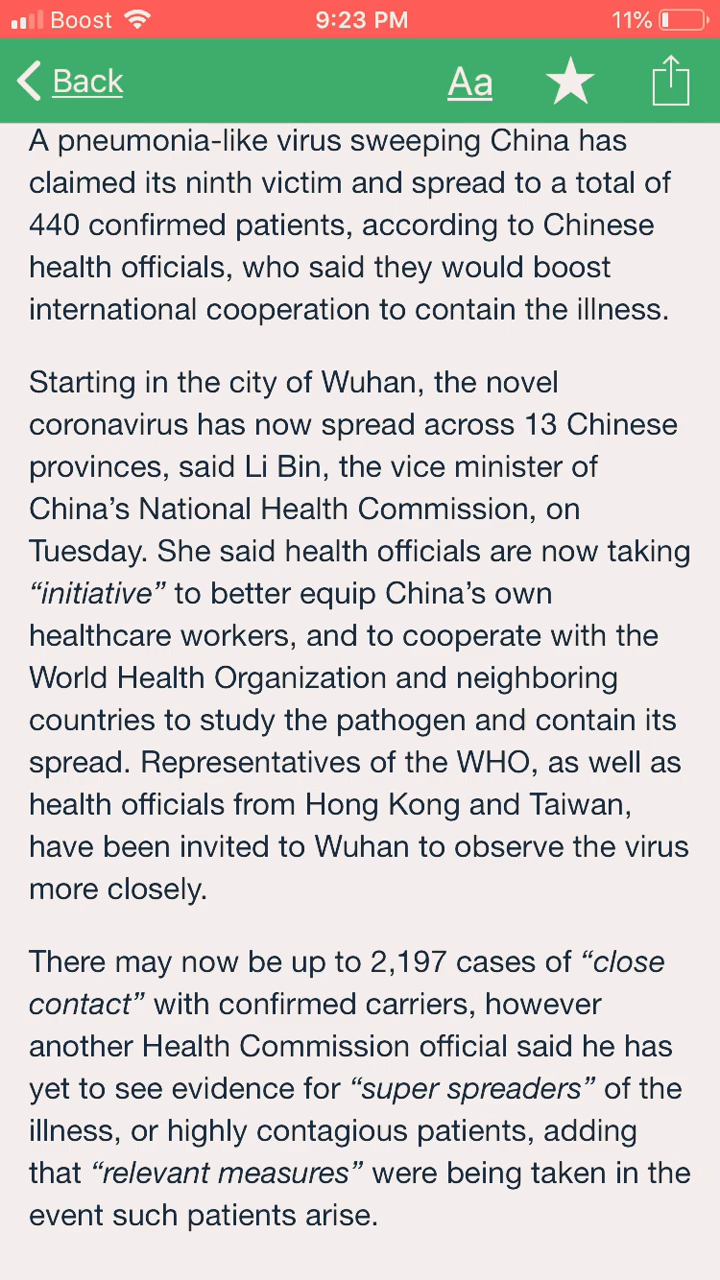 Boost 9:23 PM 11%
Back Aa
A pneumonia-like virus sweeping China has
claimed its ninth victim and spread to a total of
440 confirmed patients, according to Chinese
health officials, who said they would boost
international cooperation to contain the illness.
Starting in the city of Wuhan, the novel
coronavirus has now spread across 13 Chinese
provinces, said Li Bin, the vice minister of
China’s National Health Commission, on
Tuesday. She said health officials are now taking
“initiative” to better equip China’s own
healthcare workers, and to cooperate with the
World Health Organization and neighboring
countries to study the pathogen and contain its
spread. Representatives of the WHO, as well as
health officials from Hong Kong and Taiwan,
have been invited to Wuhan to observe the virus
more closely.
There may now be up to 2,197 cases of “close
contact” with confirmed carriers, however
another Health Commission official said he has
yet to see evidence for “super spreaders” of the
illness, or highly contagious patients, adding
that “relevant measures” were being taken in the
event such patients arise.